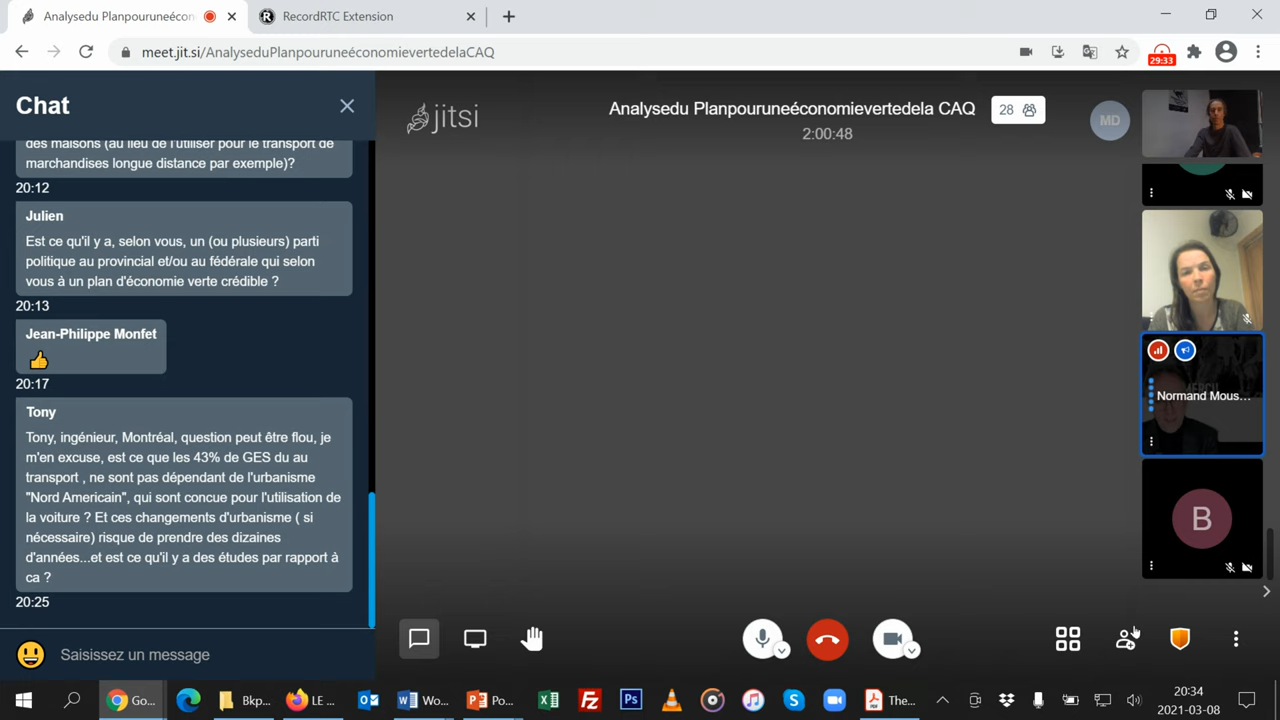 Analysedu Planpouruneécon
RecordRTC Extension
meet.jit.si/AnalyseduPlanpouruneéconomievertedelaCAQ
29:33
Chat
des maisons (au lieu de l'utiliser pour le transport de
marchandises longue distance par exemple)?
20:12
Julien
Est ce qu'il y a, selon vous, un (ou plusieurs) parti
politique au provincial et/ou au fédérale qui selon
vous à un plan d'économie verte crédible ?
20:13
Jean-Philippe Monfet
👍
20:17
Tony
Tony, ingénieur, Montréal, question peut être flou, je
m'en excuse, est ce que les 43% de GES du au
transport , ne sont pas dépendant de l'urbanisme
"Nord Americain", qui sont concue pour l'utilisation de
la voiture ? Et ces changements d'urbanisme ( si
nécessaire) risque de prendre des dizaines
d'années...et est ce qu'il y a des études par rapport à
ca ?
20:25
Saisissez un message
jitsi
Analysedu Planpouruneéconomievertedela CAQ
28
2:00:48
MD
Normand Mous...
B
Go...
Bkp...
LE ...
Wo...
Po...
The...
20:34
2021-03-08